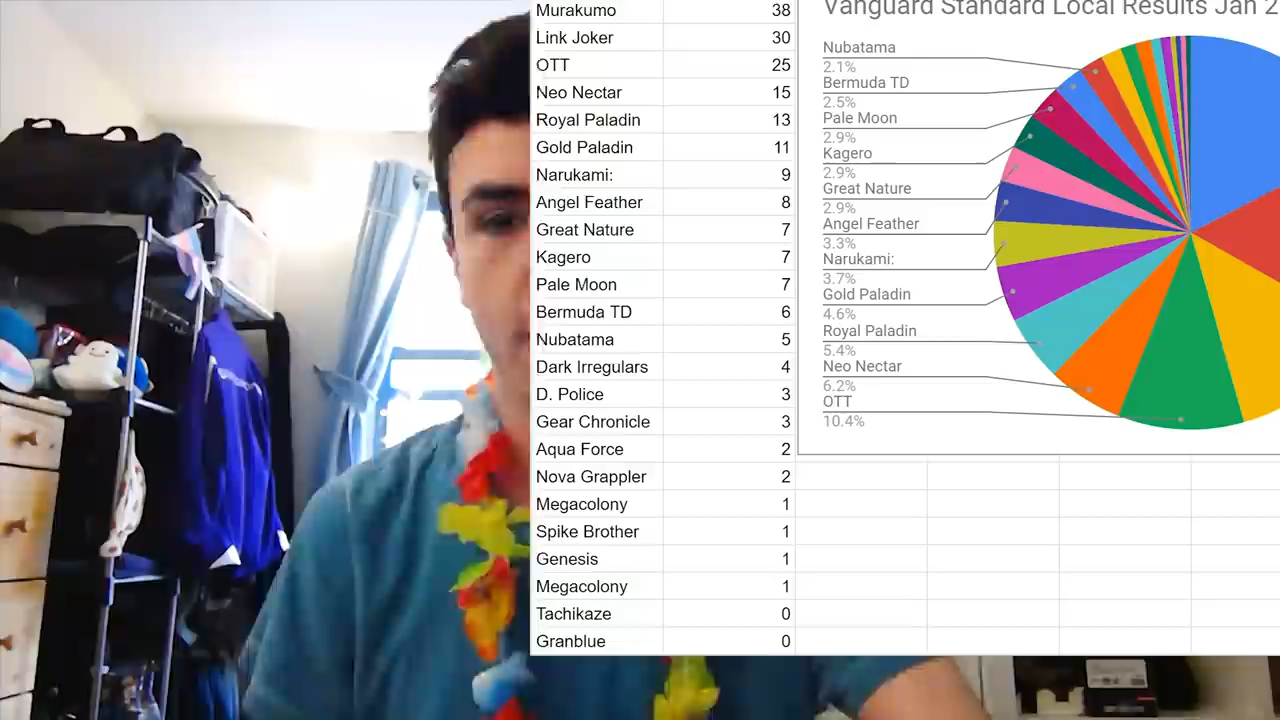 Murakumo 38
Link Joker 30
OTT 25
Neo Nectar 15
Royal Paladin 13
Gold Paladin 11
Narukami: 9
Angel Feather 8
Great Nature 7
Kagero 7
Pale Moon 7
Bermuda TD 6
Nubatama 5
Dark Irregulars 4
D. Police 3
Gear Chronicle 3
Aqua Force 2
Nova Grappler 2
Megacolony 1
Spike Brother 1
Genesis 1
Megacolony 1
Tachikaze 0
Granblue 0
Vanguard Standard Local Results Jan 2
Nubatama
2.1%
Bermuda TD
2.5%
Pale Moon
2.9%
Kagero
2.9%
Great Nature
2.9%
Angel Feather
3.3%
Narukami:
3.7%
Gold Paladin
4.6%
Royal Paladin
5.4%
Neo Nectar
6.2%
OTT
10.4%